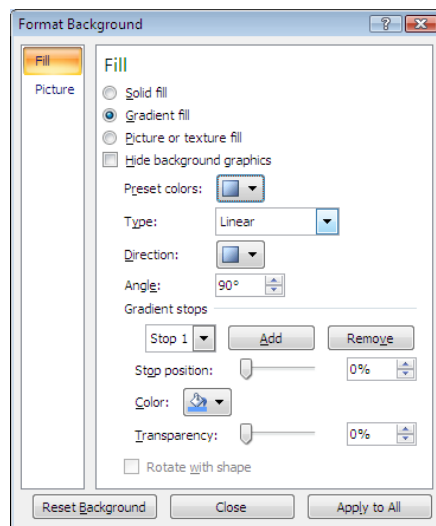 Format Background
Fill
Picture
Fill
Solid fill
Gradient fill
Picture or texture fill
Hide background graphics
Preset colors:
Type: Linear
Direction:
Angle: 90°
Gradient stops
Stop 1 Add Remove
Stop position: 0%
Color:
Transparency: 0%
Rotate with shape
Reset Background Close Apply to All